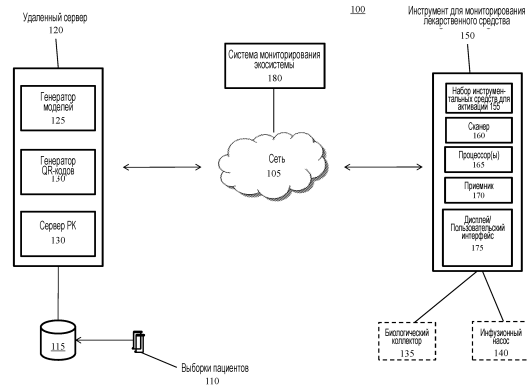 100
Удаленный сервер
120
Генератор
моделей
125
Генератор
QR-кодов
130
Сервер РК
130
115
Выборки пациентов
110
Система мониторирования
экосистемы
180
Сеть
105
Инструмент для мониторирования
лекарственного средства
150
Набор инструмен-
тальных средств для
активации 155
Сканер
160
Процессор(ы)
165
Приемник
170
Дисплей/
Пользовательский
интерфейс
175
Биологический
коллектор
135
Инфузионный
насос
140